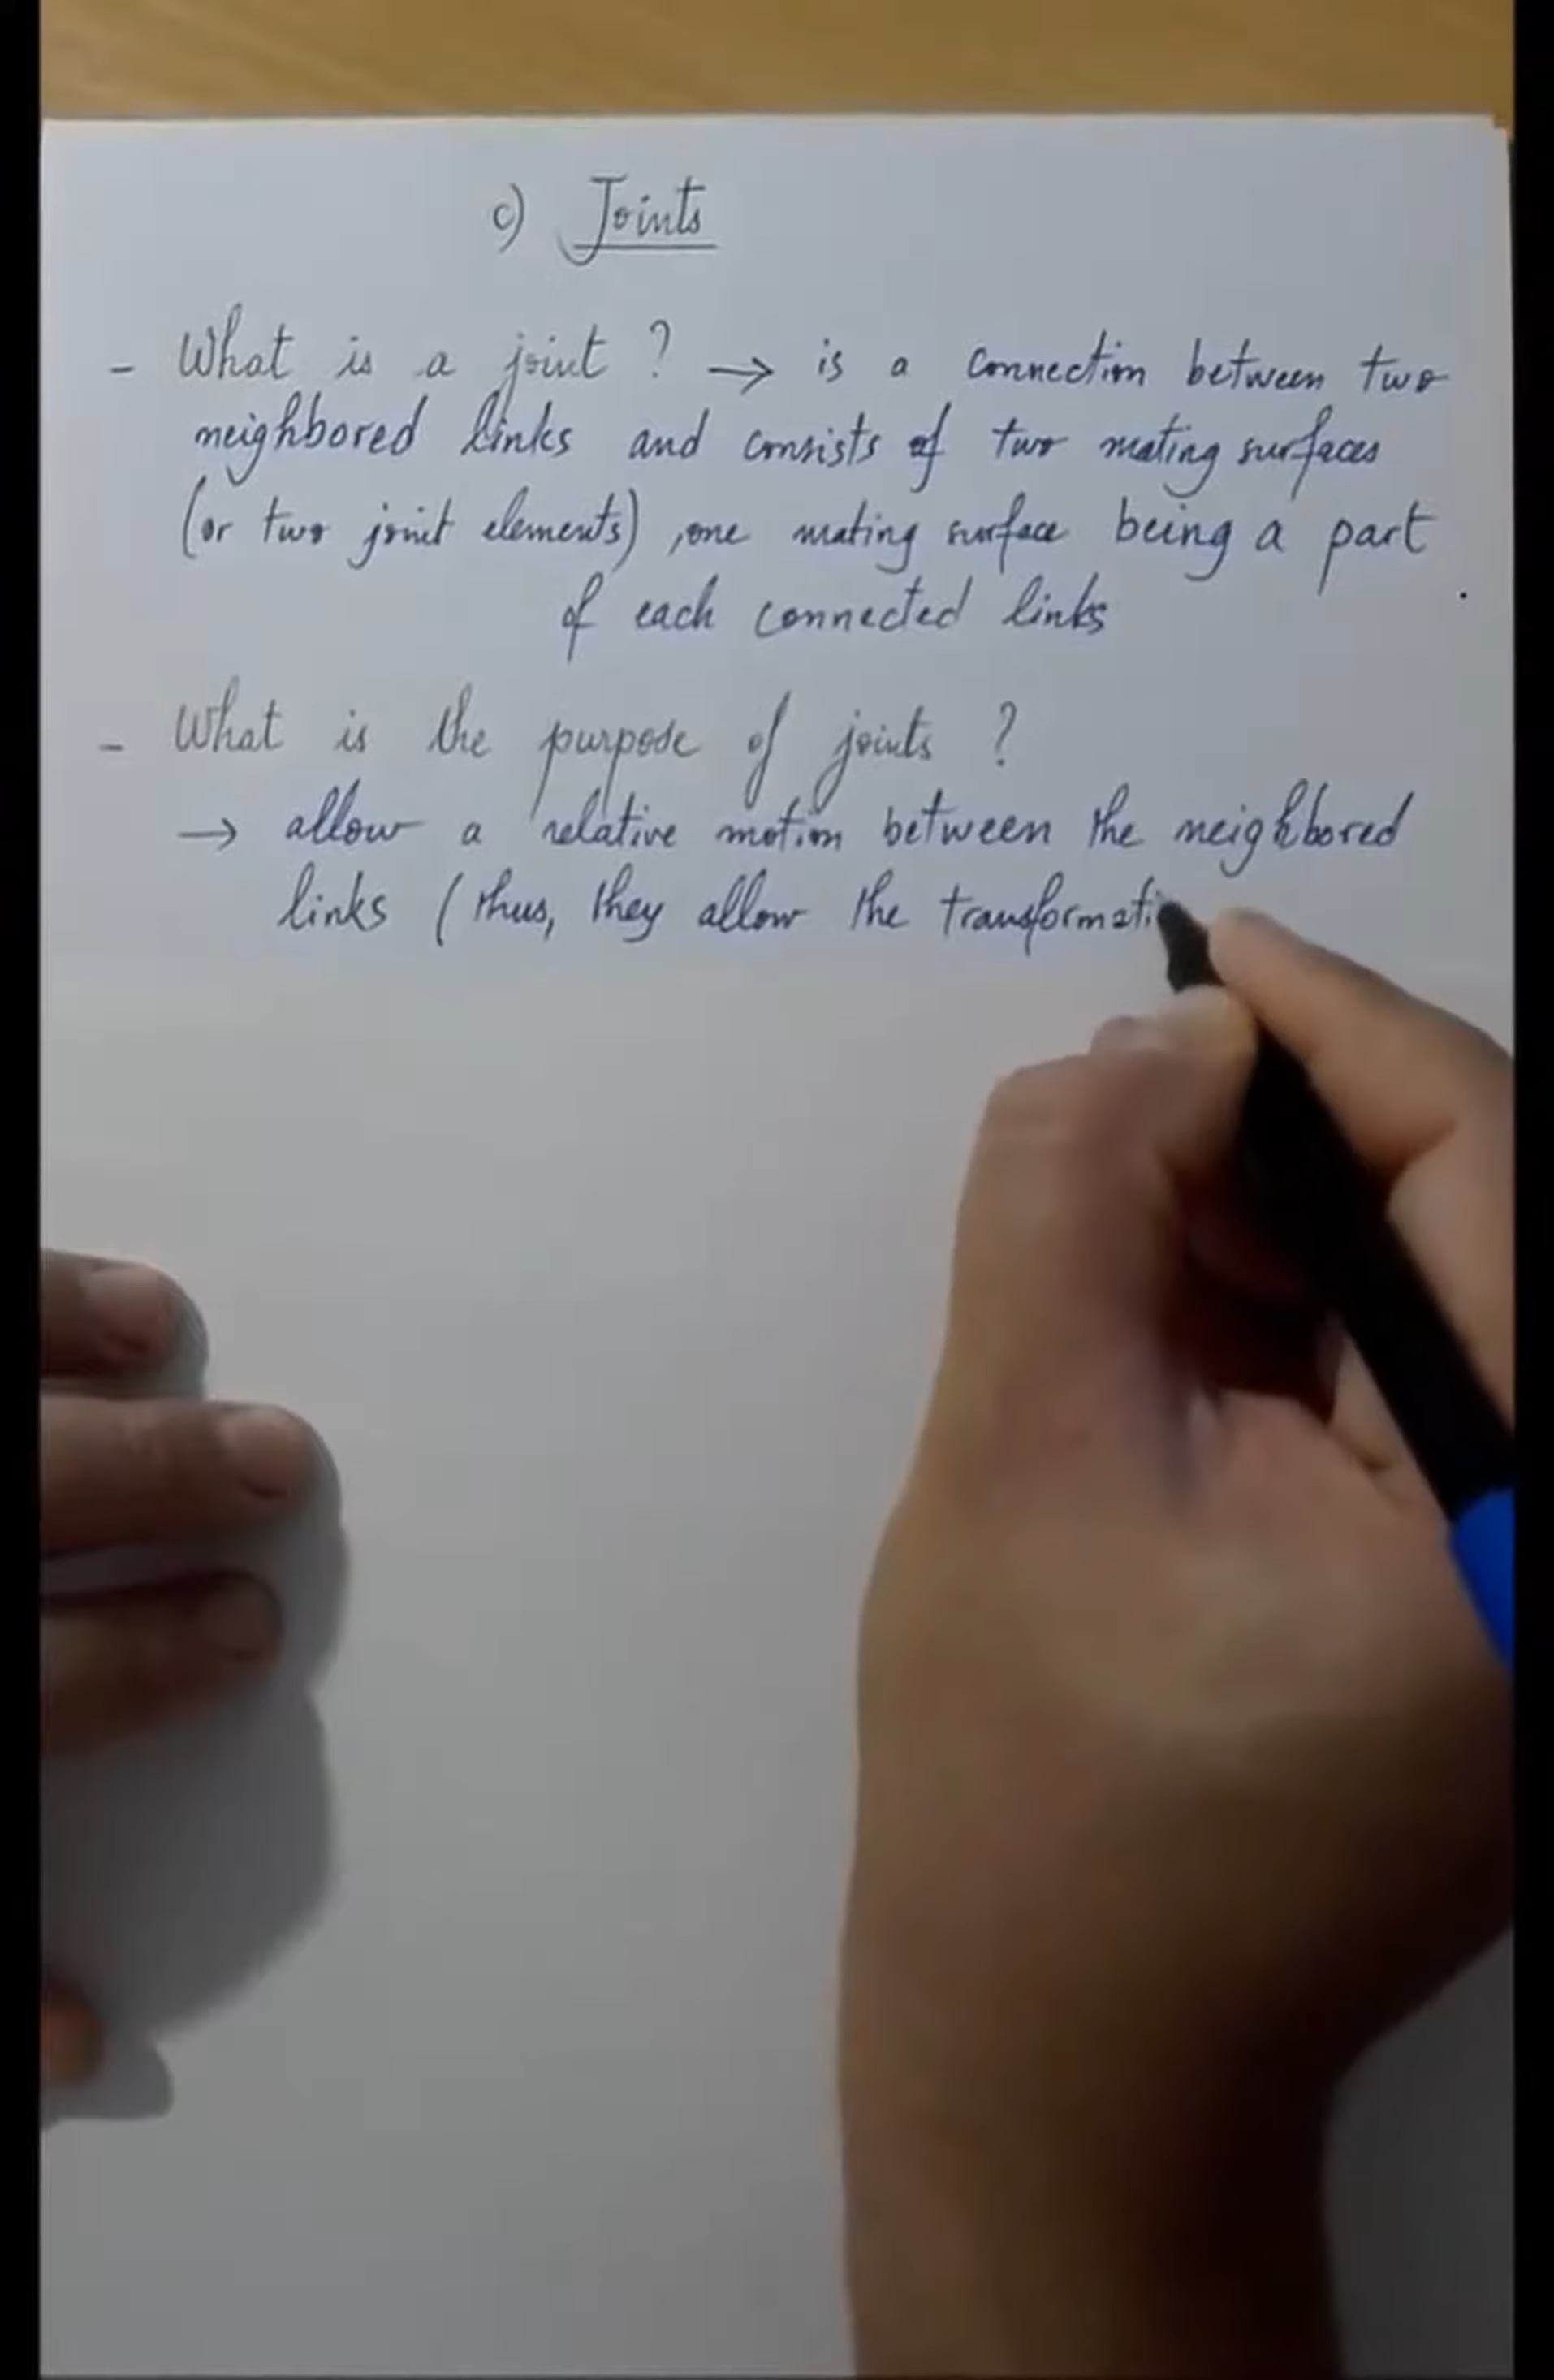 c) Joints
- What is a joint ? → is a connection between two
neighbored links and consists of two mating surfaces
(or two joint elements) , one mating surface being a part
of each connected links
- What is the purpose of joints ?
→ allow a relative motion between the neighbored
links ( thus, they allow the transformati